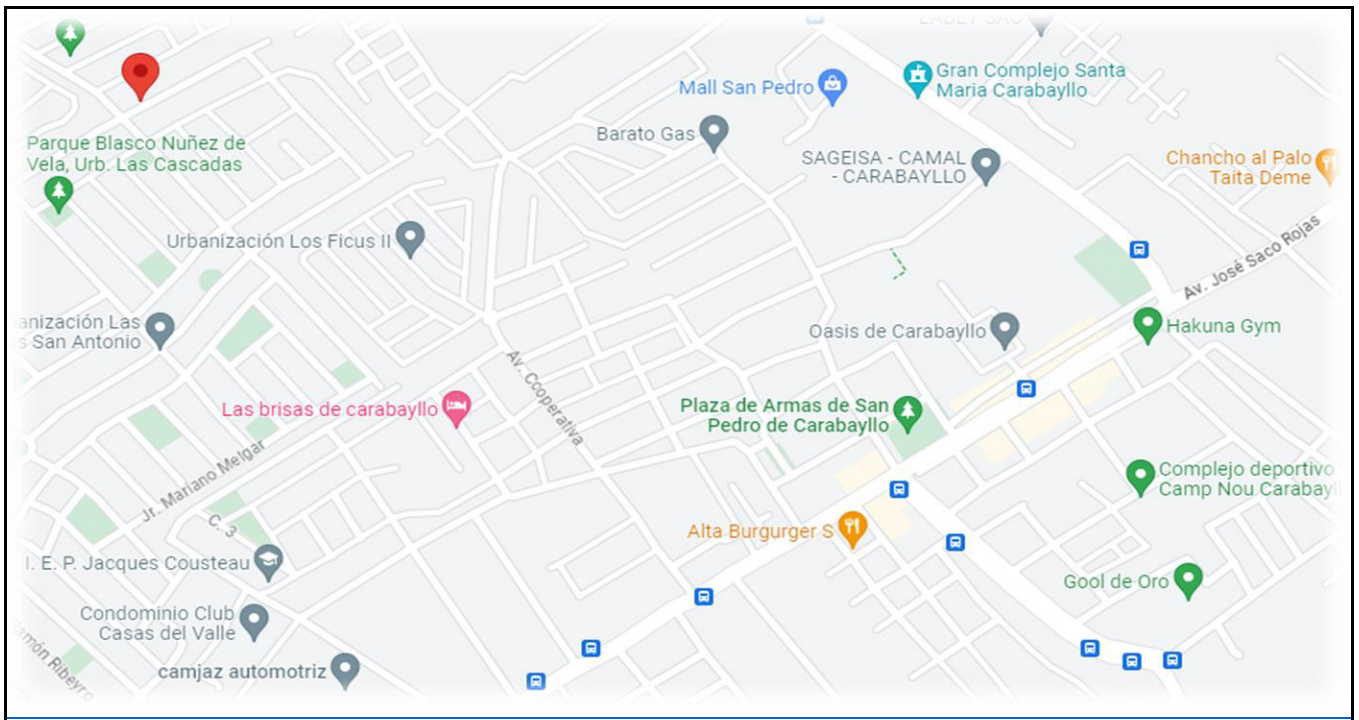 Mall San Pedro
Gran Complejo Santa
Maria Carabayllo
Barato Gas
Parque Blasco Nuñez de
Vela, Urb. Las Cascadas
SAGEISA - CAMAL
- CARABAYLLO
Chancho al Palo
Taita Deme
Urbanización Los Ficus II
Av. José Saco Rojas
anización Las
s San Antonio
Oasis de Carabayllo
Hakuna Gym
Av. Cooperativa
Las brisas de carabayllo
Plaza de Armas de San
Pedro de Carabayllo
Jr. Mariano Melgar
Complejo deportivo
Camp Nou Carabayl
C. 3
Alta Burgurger S
I. E. P. Jacques Cousteau
Gool de Oro
Condominio Club
Casas del Valle
camjaz automotriz
amón Ribeyro